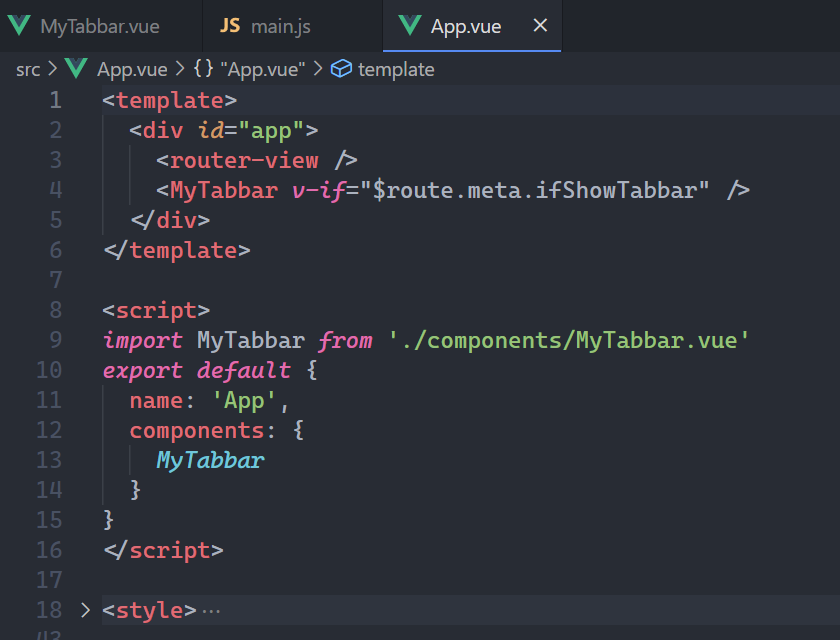 MyTabbar.vue JS main.js App.vue ×
src > App.vue > {} "App.vue" > template
1 <template>
2 <div id="app">
3 <router-view />
4 <MyTabbar v-if="$route.meta.ifShowTabbar" />
5 </div>
6 </template>
7
8 <script>
9 import MyTabbar from './components/MyTabbar.vue'
10 export default {
11 name: 'App',
12 components: {
13 MyTabbar
14 }
15 }
16 </script>
17
18 > <style>…